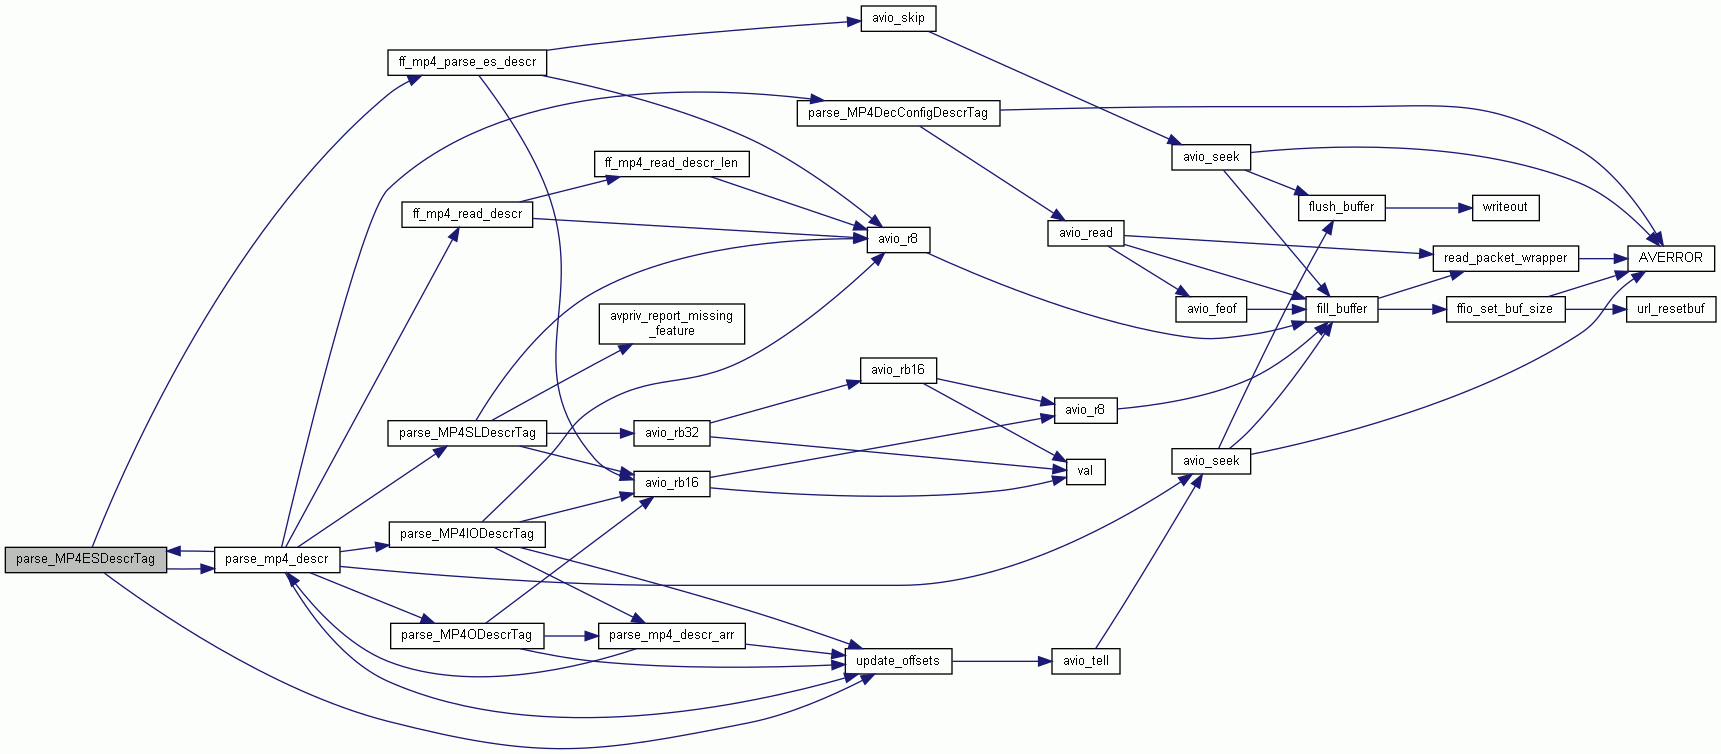 avio_skip
ff_mp4_parse_es_descr
parse_MP4DecConfigDescrTag
avio_seek
ff_mp4_read_descr_len
flush_buffer
writeout
ff_mp4_read_descr
avio_read
avio_r8
read_packet_wrapper
AVERROR
avio_feof
fill_buffer
ffio_set_buf_size
url_resetbuf
avpriv_report_missing
_feature
avio_rb16
avio_r8
parse_MP4SLDescrTag
avio_rb32
avio_seek
val
avio_rb16
parse_MP4IODescrTag
parse_MP4ESDescrTag
parse_mp4_descr
parse_MP4ODescrTag
parse_mp4_descr_arr
update_offsets
avio_tell